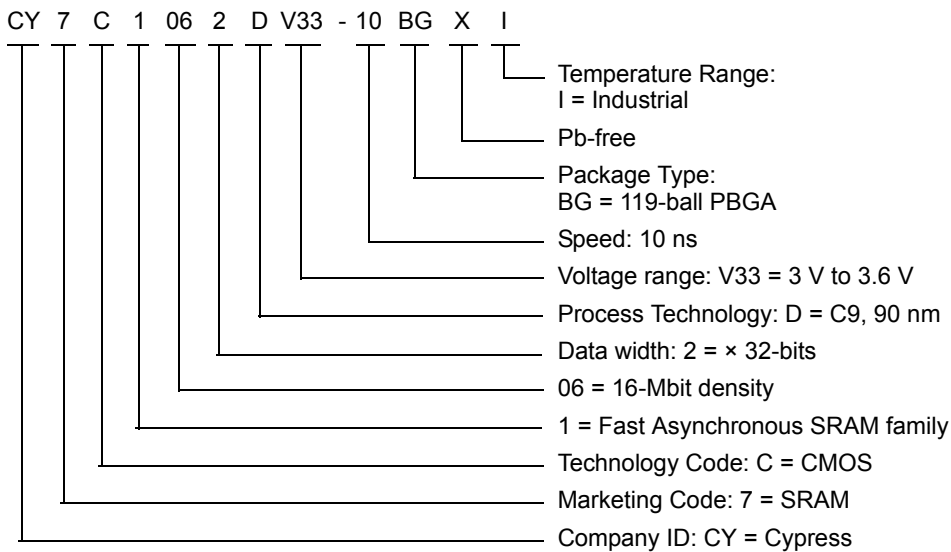 CY 7 C 1 06 2 D V33 - 10 BG X I
Temperature Range:
I = Industrial
Pb-free
Package Type:
BG = 119-ball PBGA
Speed: 10 ns
Voltage range: V33 = 3 V to 3.6 V
Process Technology: D = C9, 90 nm
Data width: 2 = × 32-bits
06 = 16-Mbit density
1 = Fast Asynchronous SRAM family
Technology Code: C = CMOS
Marketing Code: 7 = SRAM
Company ID: CY = Cypress